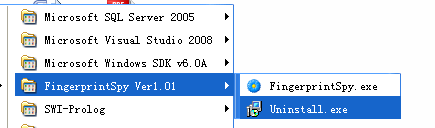 Microsoft SQL Server 2005
Microsoft Visual Studio 2008
Microsoft Windows SDK v6.0A
FingerprintSpy Ver1.01
FingerprintSpy.exe
SWI-Prolog
Uninstall.exe